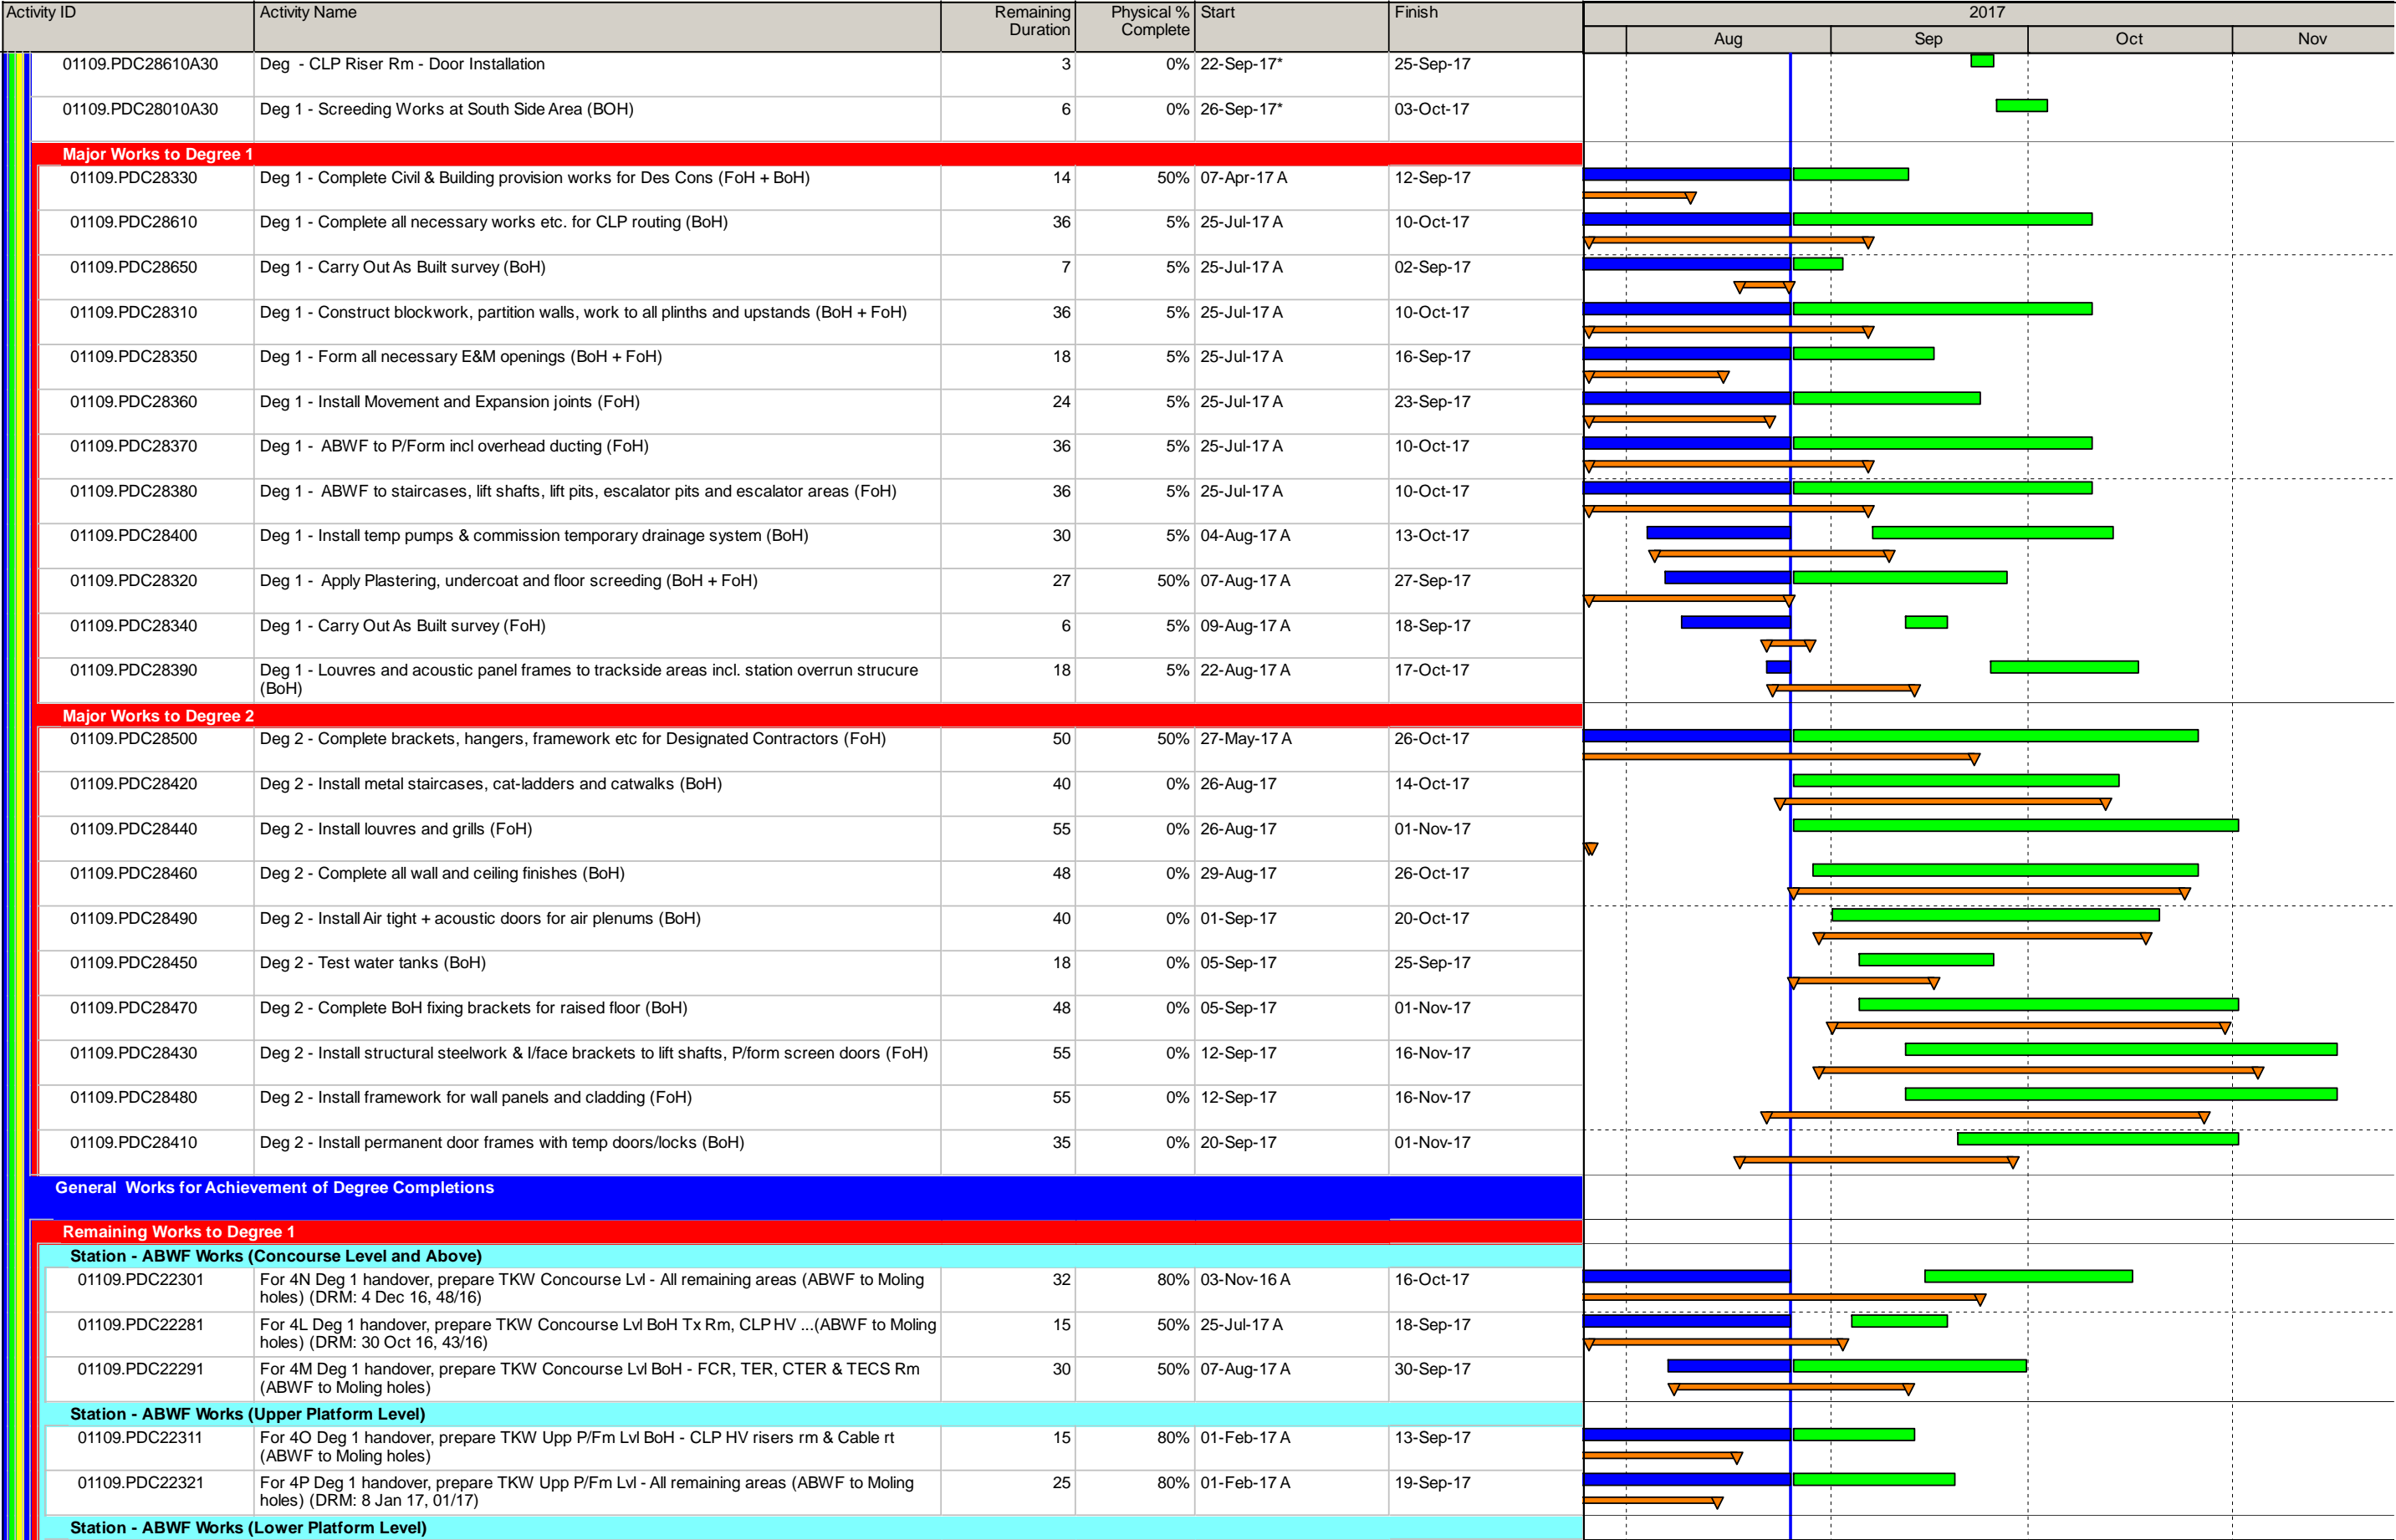 Activity ID Activity Name Remaining Duration Physical % Complete Start Finish 2017
Aug Sep Oct Nov
01109.PDC28610A30 Deg - CLP Riser Rm - Door Installation 3 0% 22-Sep-17* 25-Sep-17
01109.PDC28010A30 Deg 1 - Screeding Works at South Side Area (BOH) 6 0% 26-Sep-17* 03-Oct-17
Major Works to Degree 1
01109.PDC28330 Deg 1 - Complete Civil & Building provision works for Des Cons (FoH + BoH) 14 50% 07-Apr-17 A 12-Sep-17
01109.PDC28610 Deg 1 - Complete all necessary works etc. for CLP routing (BoH) 36 5% 25-Jul-17 A 10-Oct-17
01109.PDC28650 Deg 1 - Carry Out As Built survey (BoH) 7 5% 25-Jul-17 A 02-Sep-17
01109.PDC28310 Deg 1 - Construct blockwork, partition walls, work to all plinths and upstands (BoH + FoH) 36 5% 25-Jul-17 A 10-Oct-17
01109.PDC28350 Deg 1 - Form all necessary E&M openings (BoH + FoH) 18 5% 25-Jul-17 A 16-Sep-17
01109.PDC28360 Deg 1 - Install Movement and Expansion joints (FoH) 24 5% 25-Jul-17 A 23-Sep-17
01109.PDC28370 Deg 1 - ABWF to P/Form incl overhead ducting (FoH) 36 5% 25-Jul-17 A 10-Oct-17
01109.PDC28380 Deg 1 - ABWF to staircases, lift shafts, lift pits, escalator pits and escalator areas (FoH) 36 5% 25-Jul-17 A 10-Oct-17
01109.PDC28400 Deg 1 - Install temp pumps & commission temporary drainage system (BoH) 30 5% 04-Aug-17 A 13-Oct-17
01109.PDC28320 Deg 1 - Apply Plastering, undercoat and floor screeding (BoH + FoH) 27 50% 07-Aug-17 A 27-Sep-17
01109.PDC28340 Deg 1 - Carry Out As Built survey (FoH) 6 5% 09-Aug-17 A 18-Sep-17
01109.PDC28390 Deg 1 - Louvres and acoustic panel frames to trackside areas incl. station overrun strucure 18 5% 22-Aug-17 A 17-Oct-17
(BoH)
Major Works to Degree 2
01109.PDC28500 Deg 2 - Complete brackets, hangers, framework etc for Designated Contractors (FoH) 50 50% 27-May-17 A 26-Oct-17
01109.PDC28420 Deg 2 - Install metal staircases, cat-ladders and catwalks (BoH) 40 0% 26-Aug-17 14-Oct-17
01109.PDC28440 Deg 2 - Install louvres and grills (FoH) 55 0% 26-Aug-17 01-Nov-17
01109.PDC28460 Deg 2 - Complete all wall and ceiling finishes (BoH) 48 0% 29-Aug-17 26-Oct-17
01109.PDC28490 Deg 2 - Install Air tight + acoustic doors for air plenums (BoH) 40 0% 01-Sep-17 20-Oct-17
01109.PDC28450 Deg 2 - Test water tanks (BoH) 18 0% 05-Sep-17 25-Sep-17
01109.PDC28470 Deg 2 - Complete BoH fixing brackets for raised floor (BoH) 48 0% 05-Sep-17 01-Nov-17
01109.PDC28430 Deg 2 - Install structural steelwork & I/face brackets to lift shafts, P/form screen doors (FoH) 55 0% 12-Sep-17 16-Nov-17
01109.PDC28480 Deg 2 - Install framework for wall panels and cladding (FoH) 55 0% 12-Sep-17 16-Nov-17
01109.PDC28410 Deg 2 - Install permanent door frames with temp doors/locks (BoH) 35 0% 20-Sep-17 01-Nov-17
General Works for Achievement of Degree Completions
Remaining Works to Degree 1
Station - ABWF Works (Concourse Level and Above)
01109.PDC22301 For 4N Deg 1 handover, prepare TKW Concourse Lvl - All remaining areas (ABWF to Moling 32 80% 03-Nov-16 A 16-Oct-17
holes) (DRM: 4 Dec 16, 48/16)
01109.PDC22281 For 4L Deg 1 handover, prepare TKW Concourse Lvl BoH Tx Rm, CLP HV ...(ABWF to Moling 15 50% 25-Jul-17 A 18-Sep-17
holes) (DRM: 30 Oct 16, 43/16)
01109.PDC22291 For 4M Deg 1 handover, prepare TKW Concourse Lvl BoH - FCR, TER, CTER & TECS Rm 30 50% 07-Aug-17 A 30-Sep-17
(ABWF to Moling holes)
Station - ABWF Works (Upper Platform Level)
01109.PDC22311 For 4O Deg 1 handover, prepare TKW Upp P/Fm Lvl BoH - CLP HV risers rm & Cable rt 15 80% 01-Feb-17 A 13-Sep-17
(ABWF to Moling holes)
01109.PDC22321 For 4P Deg 1 handover, prepare TKW Upp P/Fm Lvl - All remaining areas (ABWF to Moling 25 80% 01-Feb-17 A 19-Sep-17
holes) (DRM: 8 Jan 17, 01/17)
Station - ABWF Works (Lower Platform Level)